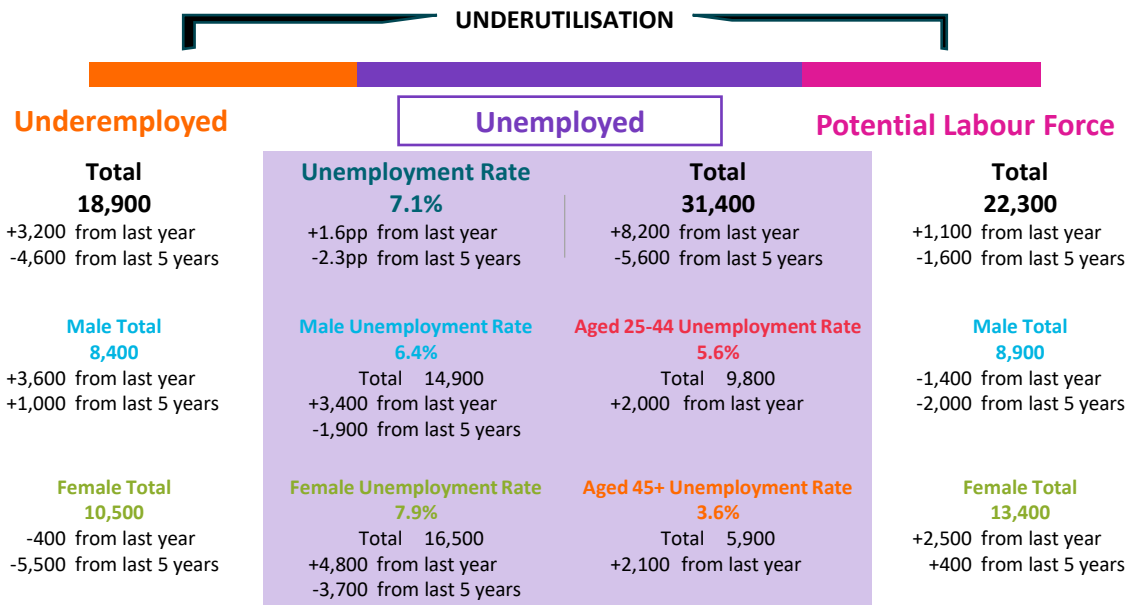 UNDERUTILISATION
Underemployed
Unemployed
Potential Labour Force
Total
18,900
+3,200 from last year
-4,600 from last 5 years
Unemployment Rate
7.1%
+1.6pp from last year
-2.3pp from last 5 years
Total
31,400
+8,200 from last year
-5,600 from last 5 years
Total
22,300
+1,100 from last year
-1,600 from last 5 years
Male Total
8,400
+3,600 from last year
+1,000 from last 5 years
Male Unemployment Rate
6.4%
Total 14,900
+3,400 from last year
-1,900 from last 5 years
Aged 25-44 Unemployment Rate
5.6%
Total 9,800
+2,000 from last year
Male Total
8,900
-1,400 from last year
-2,000 from last 5 years
Female Total
10,500
-400 from last year
-5,500 from last 5 years
Female Unemployment Rate
7.9%
Total 16,500
+4,800 from last year
-3,700 from last 5 years
Aged 45+ Unemployment Rate
3.6%
Total 5,900
+2,100 from last year
Female Total
13,400
+2,500 from last year
+400 from last 5 years